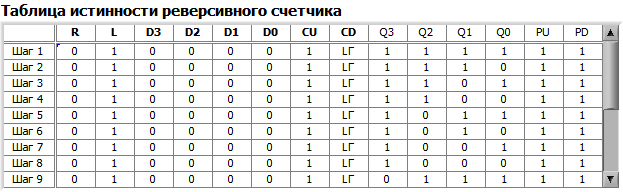 Таблица истинности реверсивного счетчика
R L D3 D2 D1 D0 CU CD Q3 Q2 Q1 Q0 PU PD
Шаг 1 0 1 0 0 0 0 1 LГ 1 1 1 1 1 1
Шаг 2 0 1 0 0 0 0 1 LГ 1 1 1 0 1 1
Шаг 3 0 1 0 0 0 0 1 LГ 1 1 0 1 1 1
Шаг 4 0 1 0 0 0 0 1 LГ 1 1 0 0 1 1
Шаг 5 0 1 0 0 0 0 1 LГ 1 0 1 1 1 1
Шаг 6 0 1 0 0 0 0 1 LГ 1 0 1 0 1 1
Шаг 7 0 1 0 0 0 0 1 LГ 1 0 0 1 1 1
Шаг 8 0 1 0 0 0 0 1 LГ 1 0 0 0 1 1
Шаг 9 0 1 0 0 0 0 1 LГ 0 1 1 1 1 1